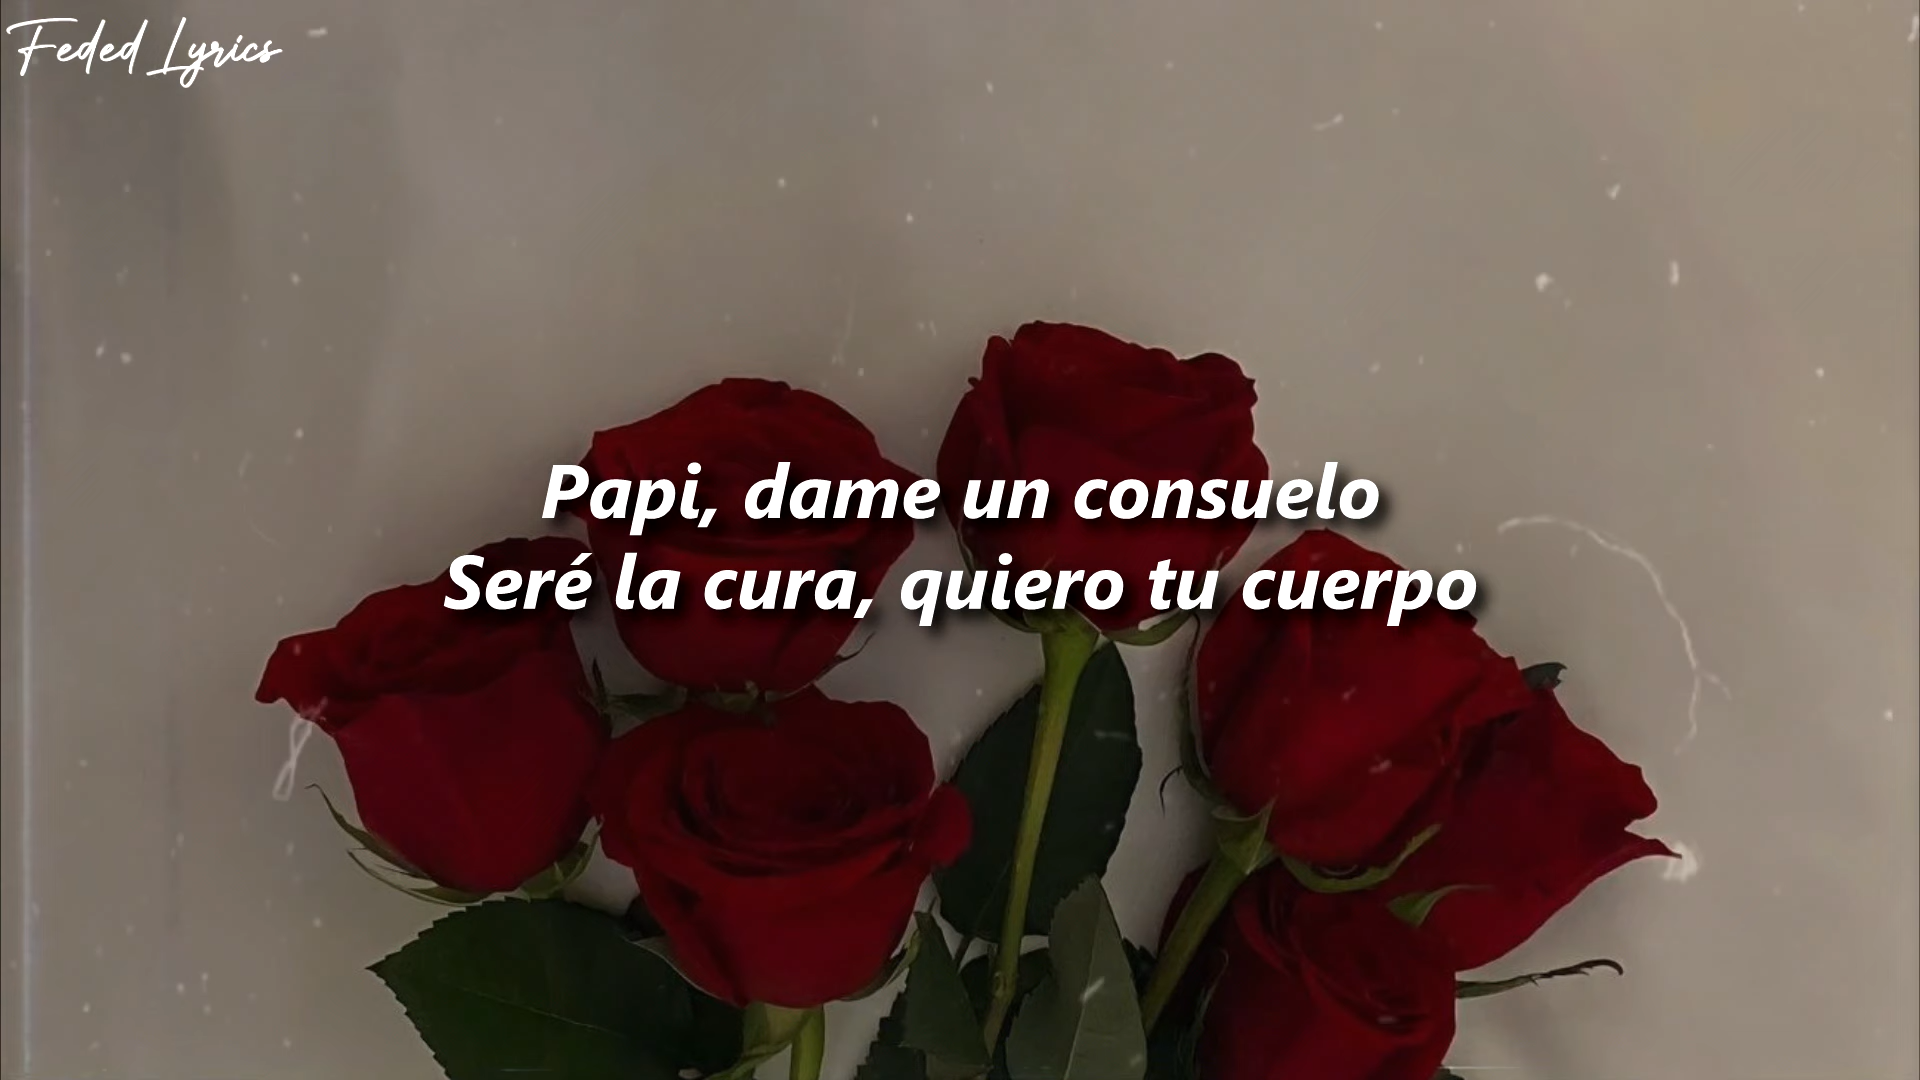 Feded Lyrics
Papi, dame un consuelo
Seré la cura, quiero tu cuerpo